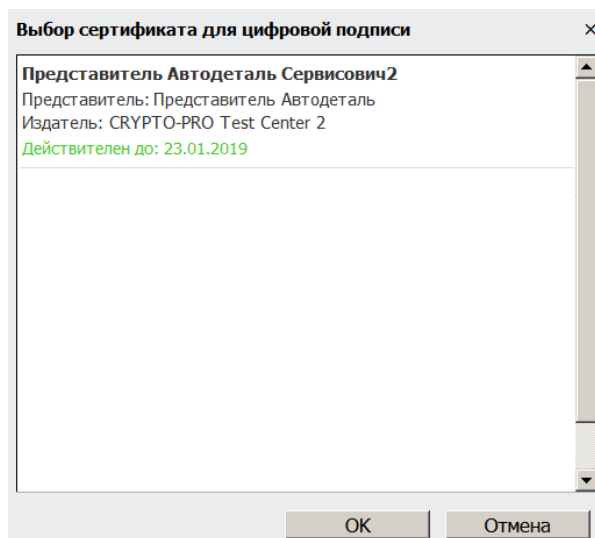 Выбор сертификата для цифровой подписи
Представитель Автодеталь Сервисович2
Представитель: Представитель Автодеталь
Издатель: CRYPTO-PRO Test Center 2
Действителен до: 23.01.2019
OK Отмена